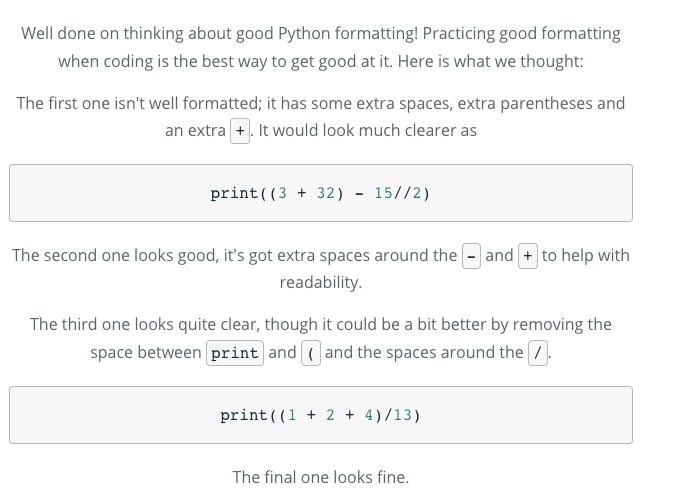 Well done on thinking about good Python formatting! Practicing good formatting
when coding is the best way to get good at it. Here is what we thought:
The first one isn't well formatted; it has some extra spaces, extra parentheses and
an extra +. It would look much clearer as
print((3 + 32) - 15//2)
The second one looks good, it's got extra spaces around the - and + to help with
readability.
The third one looks quite clear, though it could be a bit better by removing the
space between print and ( and the spaces around the /.
print((1 + 2 + 4)/13)
The final one looks fine.